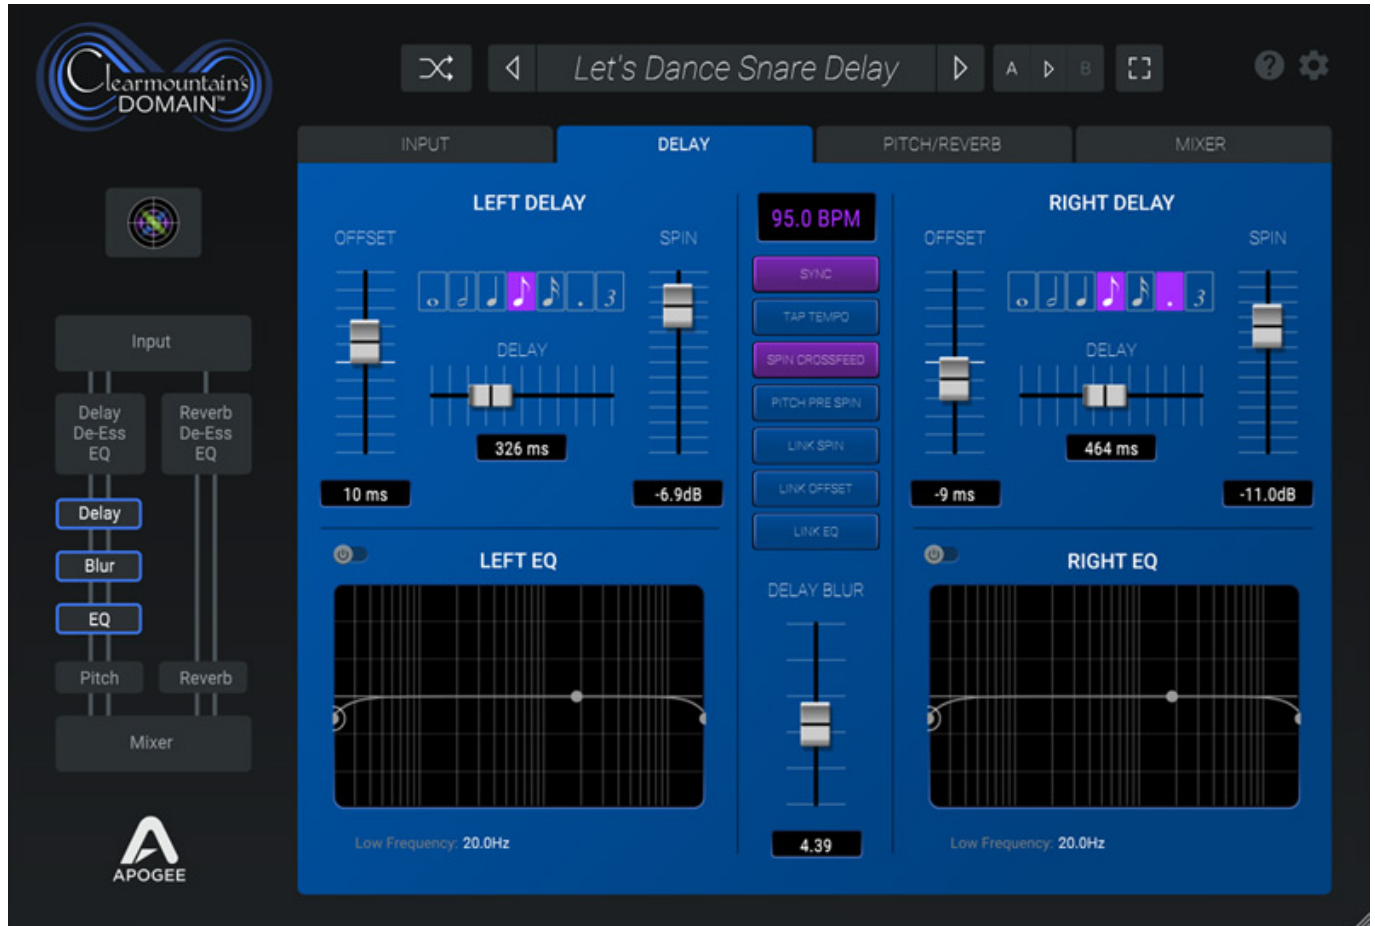 Clearmountain's
DOMAIN™
Let's Dance Snare Delay
A
B
?
INPUT
DELAY
PITCH/REVERB
MIXER
LEFT DELAY
OFFSET
SPIN
3
DELAY
326 ms
10 ms
-6.9dB
95.0 BPM
SYNC
TAP TEMPO
SPIN CROSSFEED
PITCH PRE SPIN
LINK SPIN
LINK OFFSET
LINK EQ
RIGHT DELAY
OFFSET
SPIN
3
DELAY
464 ms
-9 ms
-11.0dB
Input
Delay
De-Ess
EQ
Reverb
De-Ess
EQ
Delay
Blur
EQ
Pitch
Reverb
Mixer
APOGEE
LEFT EQ
Low Frequency: 20.0Hz
DELAY BLUR
4.39
RIGHT EQ
Low Frequency: 20.0Hz